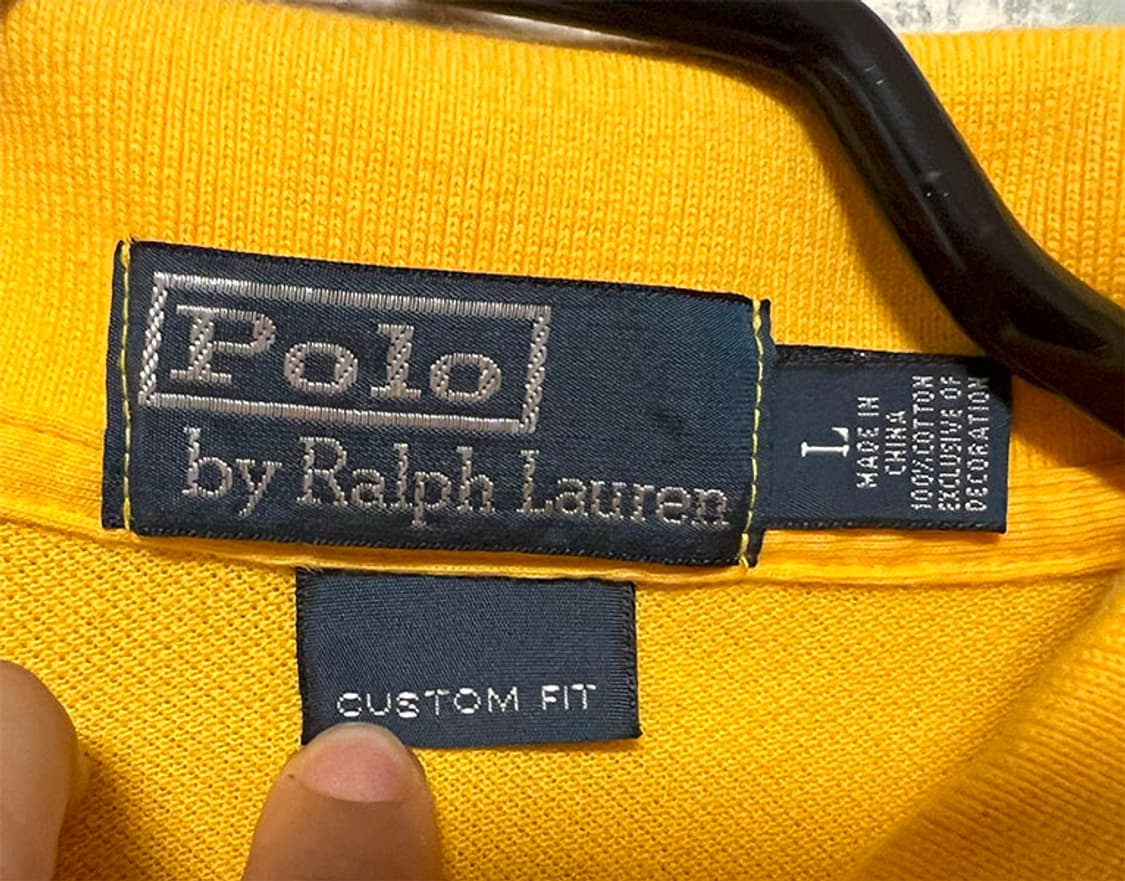 Polo
by Ralph Lauren
L
MADE IN
CHINA
100% COTTON
EXCLUSIVE OF
DECORATION
CUSTOM FIT